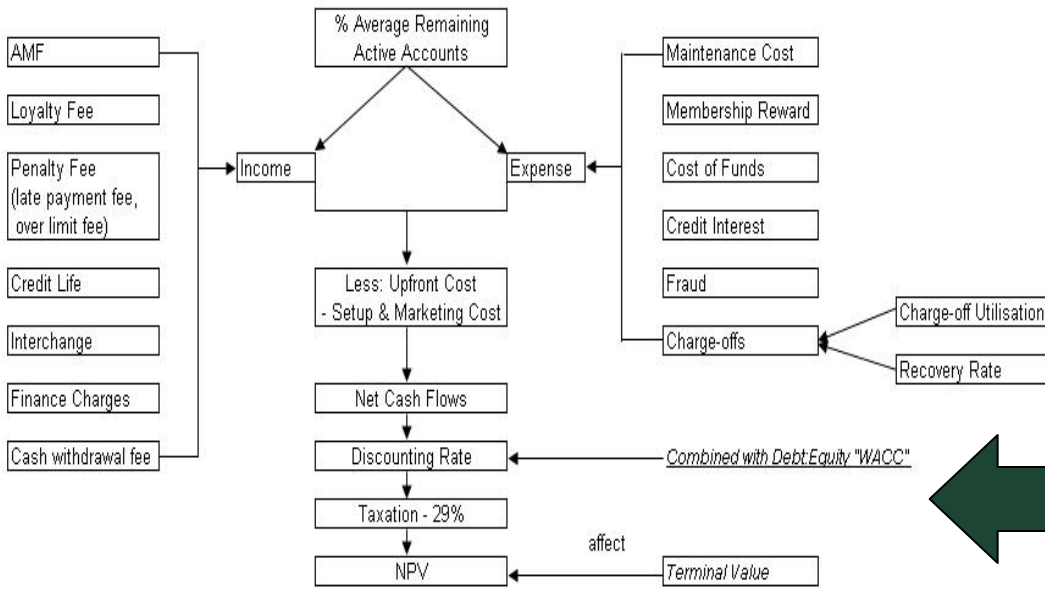 % Average Remaining
Active Accounts
AMF
Loyalty Fee
Penalty Fee
(late payment fee,
over limit fee)
Credit Life
Interchange
Finance Charges
Cash withdrawal fee
Income
Expense
Less: Upfront Cost
- Setup & Marketing Cost
Net Cash Flows
Discounting Rate
Taxation - 29%
NPV
Maintenance Cost
Membership Reward
Cost of Funds
Credit Interest
Fraud
Charge-offs
Charge-off Utilisation
Recovery Rate
Combined with Debt:Equity "WACC"
affect
Terminal Value